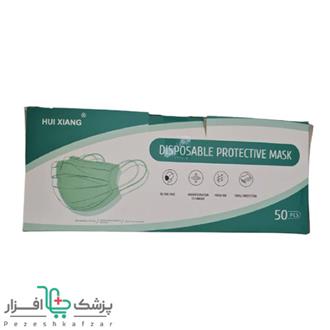 HUI XIANG®
DISPOSABLE PROTECTIVE MASK
50 PCS
پزشک افزار
Pezeshkafzar